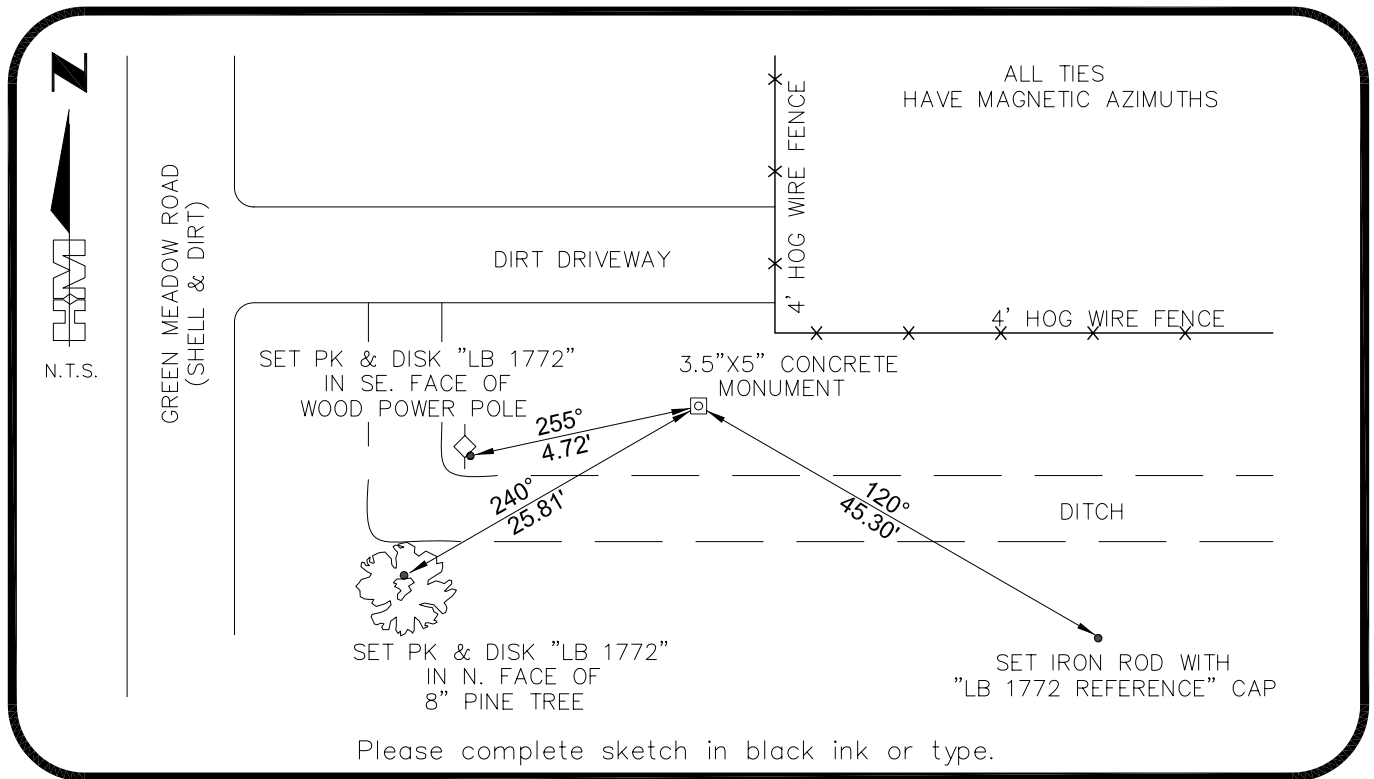 N
HM
N.T.S.
GREEN MEADOW ROAD
(SHELL & DIRT)
DIRT DRIVEWAY
4' HOG WIRE FENCE
ALL TIES
HAVE MAGNETIC AZIMUTHS
4' HOG WIRE FENCE
SET PK & DISK "LB 1772"
IN SE. FACE OF
WOOD POWER POLE
3.5"X5" CONCRETE
MONUMENT
255°
4.72'
240°
25.81'
120°
45.30'
DITCH
SET PK & DISK "LB 1772"
IN N. FACE OF
8" PINE TREE
SET IRON ROD WITH
"LB 1772 REFERENCE" CAP
Please complete sketch in black ink or type.